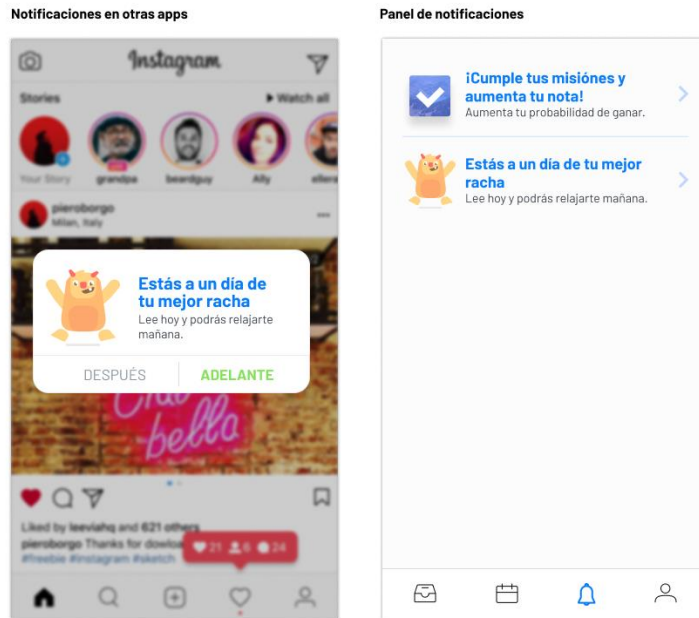 Notificaciones en otras apps
Panel de notificaciones
Instagram
Stories
Watch all
Your Story
grandpa
beardguy
Ally
pieroborgo
Milan, Italy
Estás a un día de
tu mejor racha
Lee hoy y podrás relajarte
mañana.
DESPUÉS
ADELANTE
Ciao
bella
Liked by leeviahq and 621 others
pieroborgo Thanks for dowloa
#freebie #instagram #sketch
21 6 24
¡Cumple tus misiónes y
aumenta tu nota!
Aumenta tu probabilidad de ganar.
Estás a un día de tu mejor
racha
Lee hoy y podrás relajarte mañana.